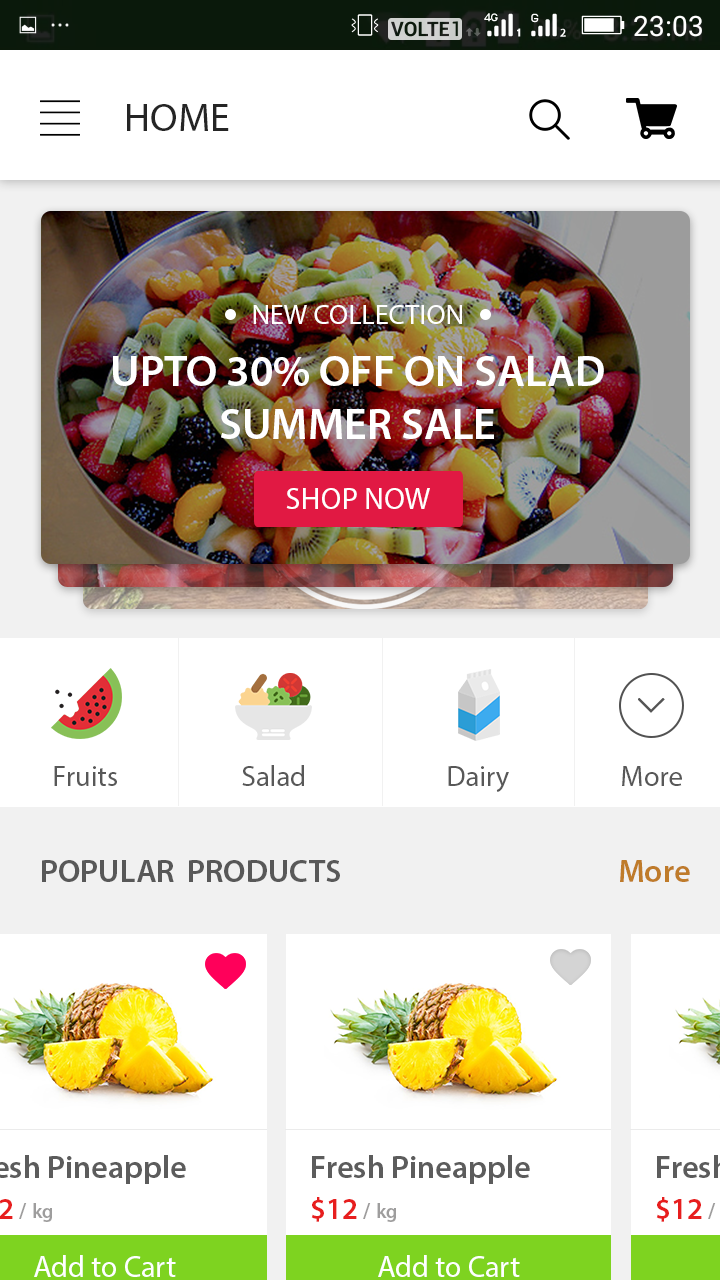 VOLTE1 4G 1 G 2 23:03
HOME
NEW COLLECTION
UPTO 30% OFF ON SALAD
SUMMER SALE
SHOP NOW
Fruits Salad Dairy More
POPULAR PRODUCTS More
esh Pineapple Fresh Pineapple Fresh
2 / kg $12 / kg $12 /
Add to Cart Add to Cart